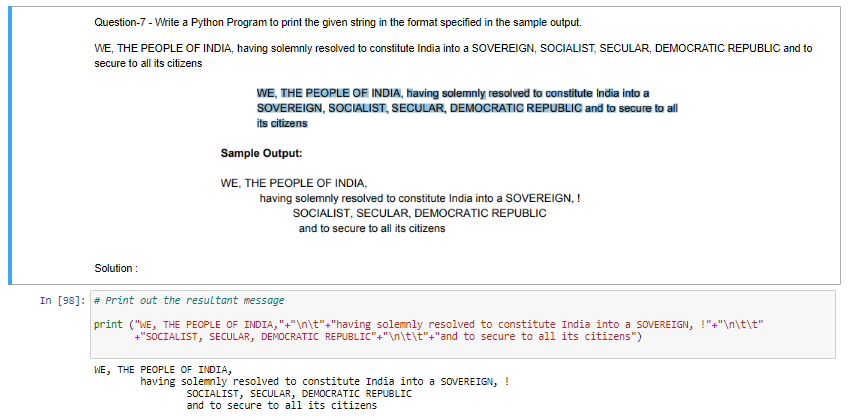 Question-7 - Write a Python Program to print the given string in the format specified in the sample output.
WE, THE PEOPLE OF INDIA, having solemnly resolved to constitute India into a SOVEREIGN, SOCIALIST, SECULAR, DEMOCRATIC REPUBLIC and to
secure to all its citizens
WE, THE PEOPLE OF INDIA, having solemnly resolved to constitute India into a
SOVEREIGN, SOCIALIST, SECULAR, DEMOCRATIC REPUBLIC and to secure to all
its citizens
Sample Output:
WE, THE PEOPLE OF INDIA,
having solemnly resolved to constitute India into a SOVEREIGN, !
SOCIALIST, SECULAR, DEMOCRATIC REPUBLIC
and to secure to all its citizens
Solution :
In [98]: # Print out the resultant message
print ("WE, THE PEOPLE OF INDIA,"+"\n\t"+"having solemnly resolved to constitute India into a SOVEREIGN, !"+"\n\t\t"
+"SOCIALIST, SECULAR, DEMOCRATIC REPUBLIC"+"\n\t\t"+"and to secure to all its citizens")
WE, THE PEOPLE OF INDIA,
having solemnly resolved to constitute India into a SOVEREIGN, !
SOCIALIST, SECULAR, DEMOCRATIC REPUBLIC
and to secure to all its citizens